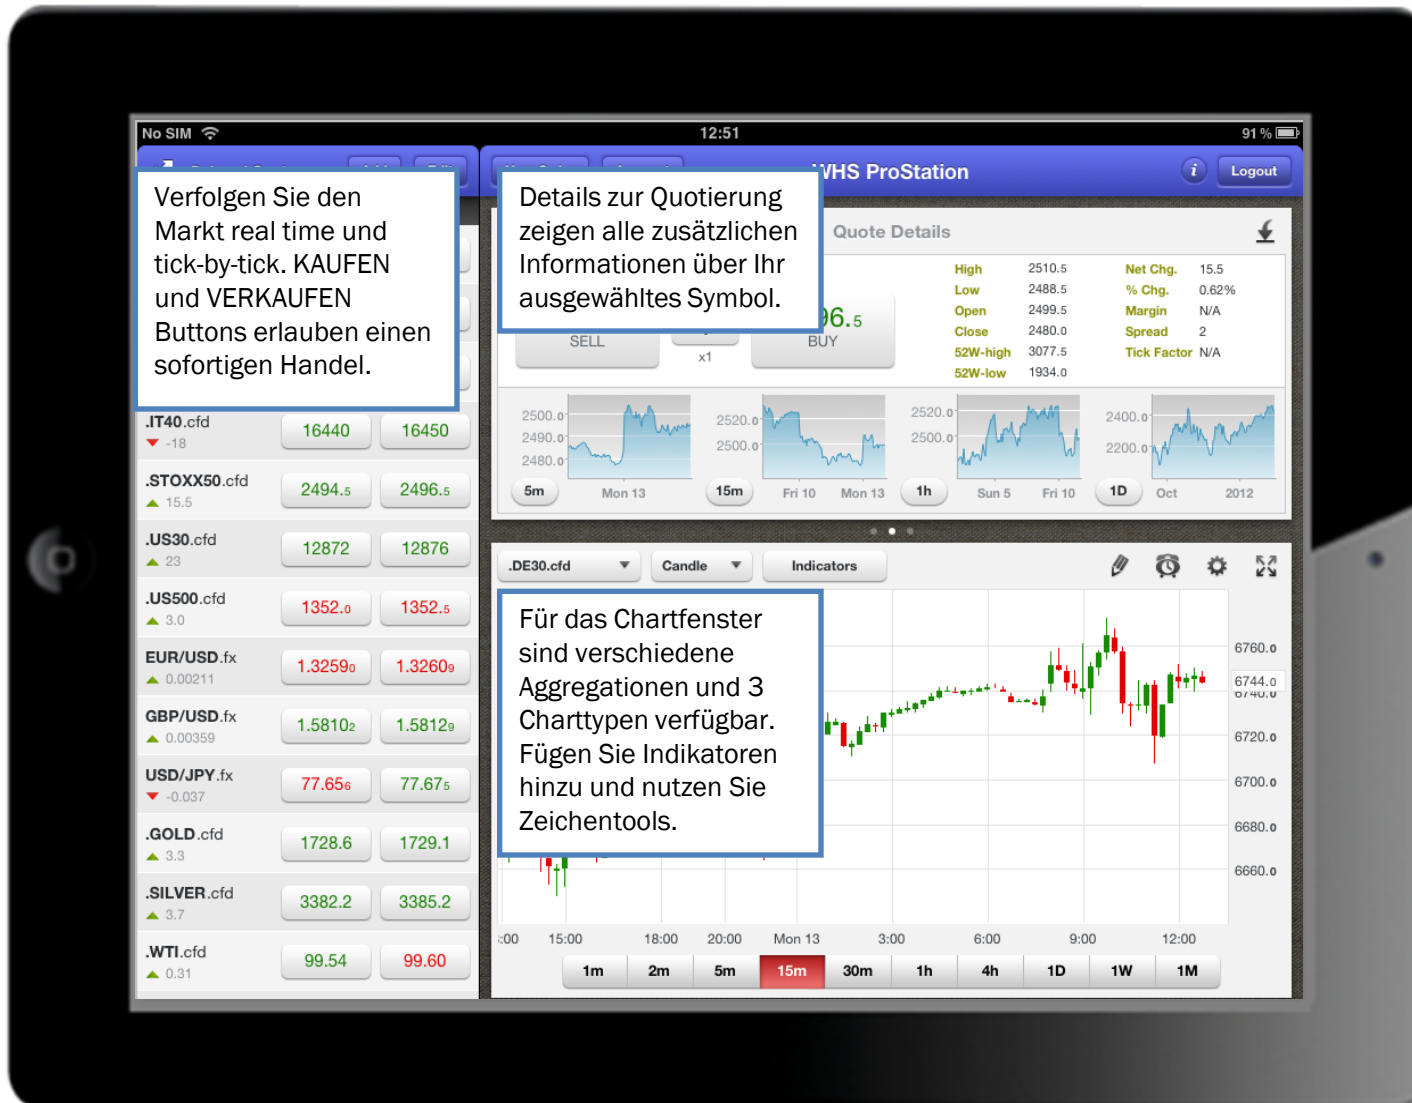 No SIM 12:51 91 %
WHS ProStation
i
Logout
Verfolgen Sie den
Markt real time und
tick-by-tick. KAUFEN
und VERKAUFEN
Buttons erlauben einen
sofortigen Handel.
.IT40.cfd 16440 16450
-18
.STOXX50.cfd 2494.5 2496.5
15.5
.US30.cfd 12872 12876
23
.US500.cfd 1352.0 1352.5
3.0
EUR/USD.fx 1.32590 1.32609
0.00211
GBP/USD.fx 1.58102 1.58129
0.00359
USD/JPY.fx 77.656 77.675
-0.037
.GOLD.cfd 1728.6 1729.1
3.3
.SILVER.cfd 3382.2 3385.2
3.7
.WTI.cfd 99.54 99.60
0.31
Details zur Quotierung
zeigen alle zusätzlichen
Informationen über Ihr
ausgewähltes Symbol.
Quote Details
High 2510.5 Net Chg. 15.5
Low 2488.5 % Chg. 0.62%
Open 2499.5 Margin N/A
Close 2480.0 Spread 2
52W-high 3077.5 Tick Factor N/A
52W-low 1934.0
96.5
SELL x1 BUY
2500.0
2490.0
2480.0
5m Mon 13
2520.0
2500.0
15m Fri 10 Mon 13
2520.0
2500.0
1h Sun 5 Fri 10
2400.0
2200.0
1D Oct 2012
.DE30.cfd Candle Indicators
Für das Chartfenster
sind verschiedene
Aggregationen und 3
Charttypen verfügbar.
Fügen Sie Indikatoren
hinzu und nutzen Sie
Zeichentools.
6760.0
6744.0
6740.0
6720.0
6700.0
6680.0
6660.0
:00 15:00 18:00 20:00 Mon 13 3:00 6:00 9:00 12:00
1m 2m 5m 15m 30m 1h 4h 1D 1W 1M